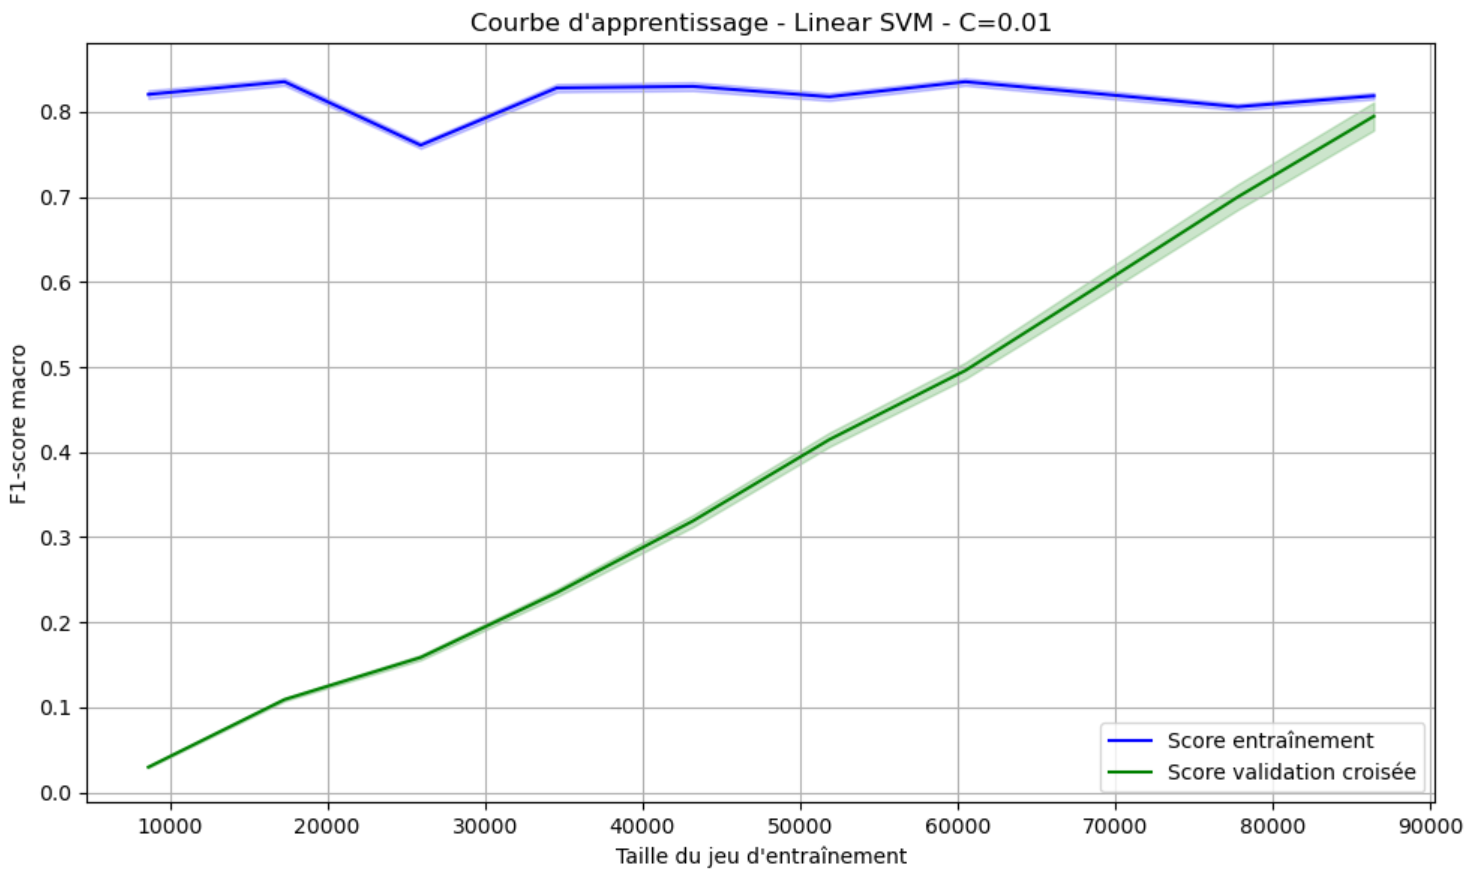 Courbe d'apprentissage - Linear SVM - C=0.01
F1-score macro
0.8
0.7
0.6
0.5
0.4
0.3
0.2
0.1
0.0
Score entraînement
Score validation croisée
10000 20000 30000 40000 50000 60000 70000 80000 90000
Taille du jeu d'entraînement